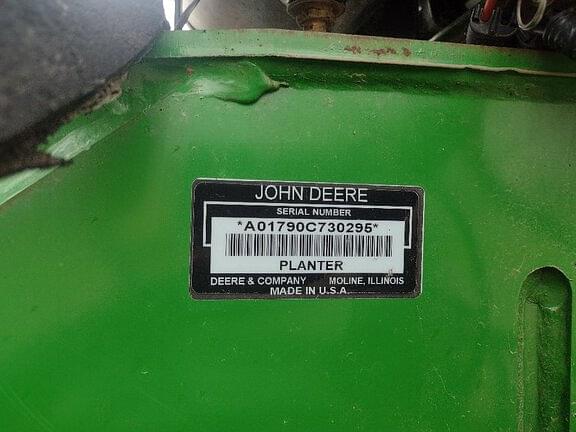 JOHN DEERE
SERIAL NUMBER
*A01790C730295*
PLANTER
DEERE & COMPANY MOLINE, ILLINOIS
MADE IN U.S.A.